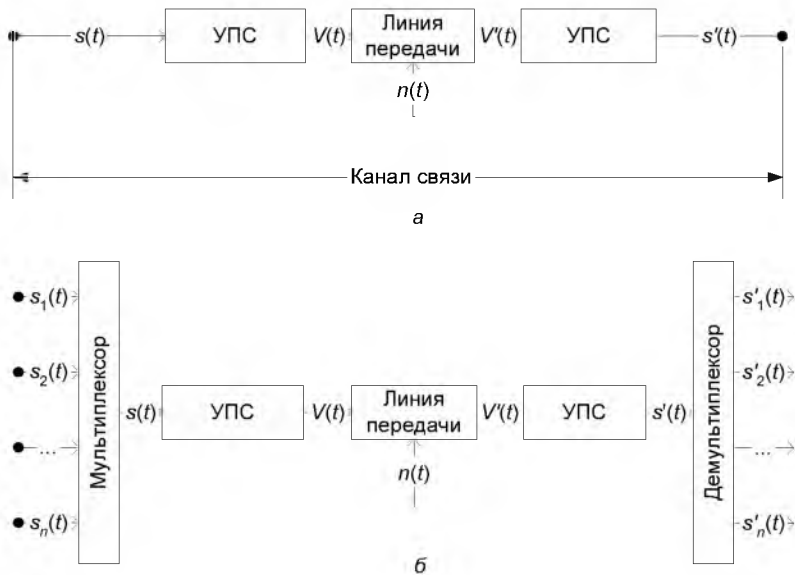 s(t) УПС V(t) Линия передачи V'(t) УПС s'(t)
n(t)
Канал связи
а
Мультиплексор
Демультиплексор
s₁(t) s'₁(t)
s₂(t) s'₂(t)
s(t) УПС V(t) Линия передачи V'(t) УПС s'(t)
... ...
n(t)
sₙ(t) s'ₙ(t)
б